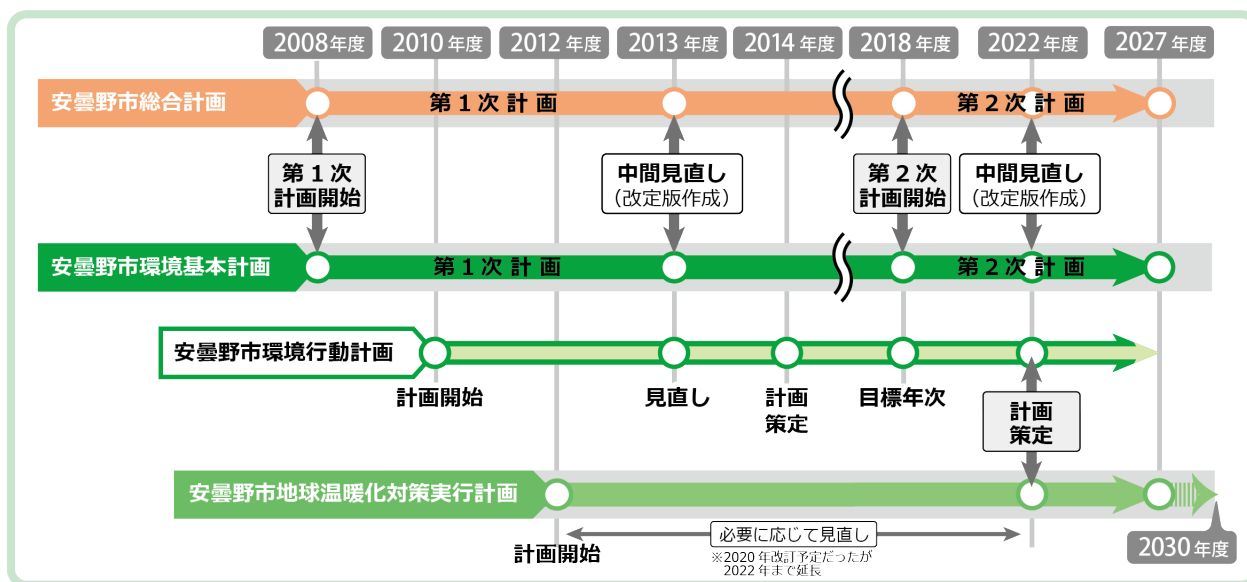 2008年度 2010年度 2012年度 2013年度 2014年度 2018年度 2022年度 2027年度
安曇野市総合計画 第1次計画 第2次計画
第1次
計画開始
中間見直し
（改定版作成）
第2次
計画開始
中間見直し
（改定版作成）
安曇野市環境基本計画 第1次計画 第2次計画
安曇野市環境行動計画
計画開始
見直し
計画
策定
目標年次
計画
策定
安曇野市地球温暖化対策実行計画
計画開始
必要に応じて見直し
※2020年改訂予定だったが
2022年まで延長
2030年度